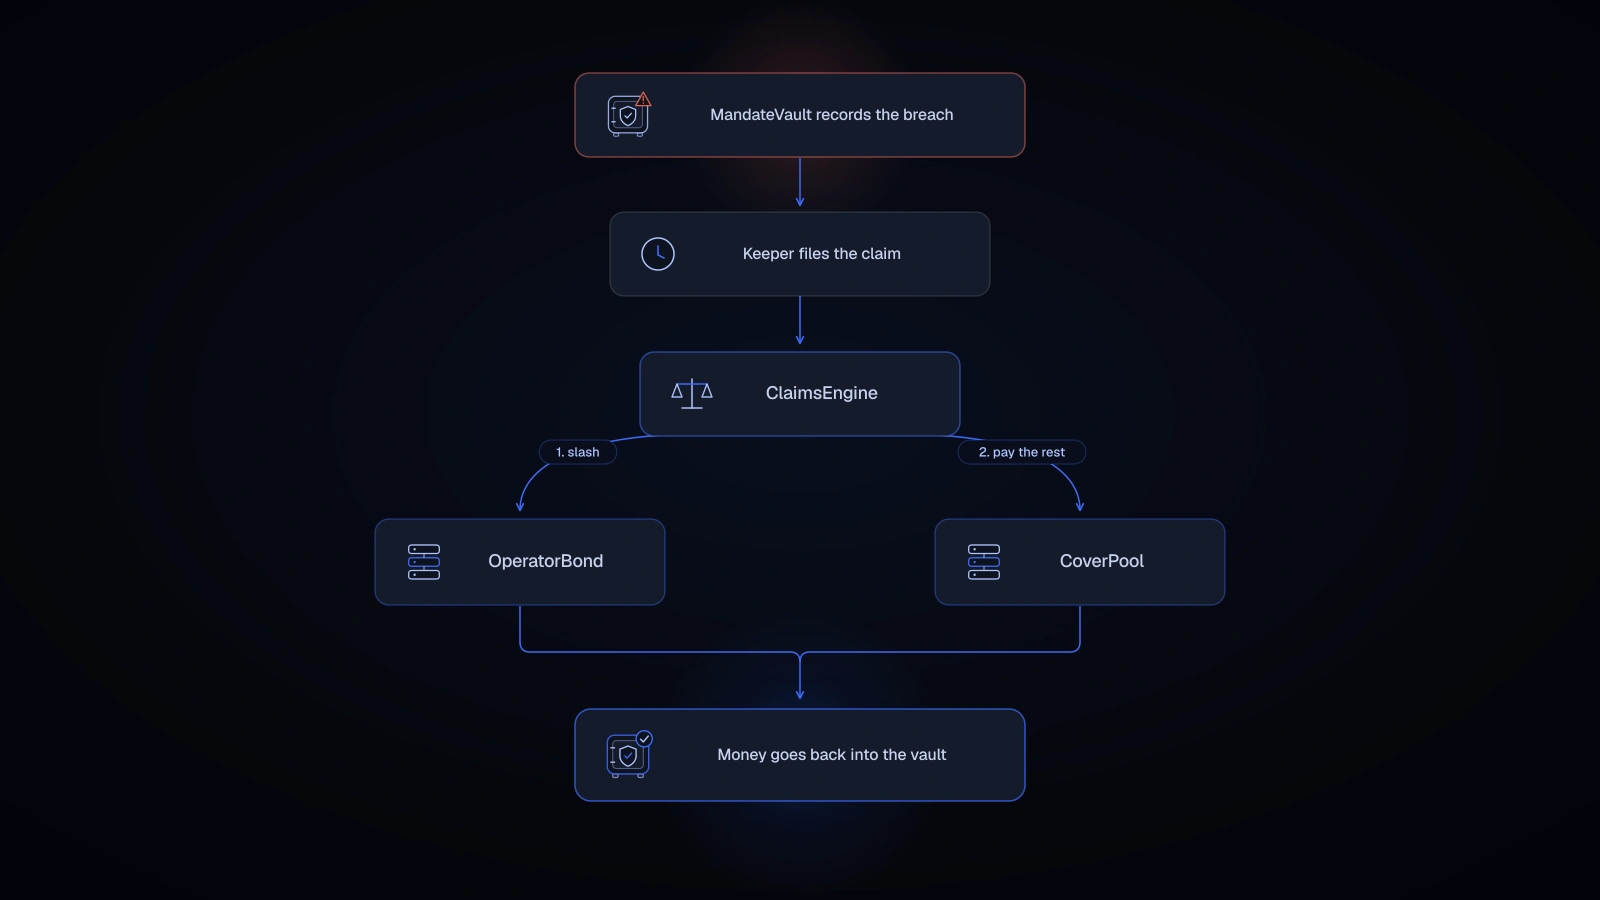 MandateVault records the breach
Keeper files the claim
ClaimsEngine
1. slash
2. pay the rest
OperatorBond
CoverPool
Money goes back into the vault